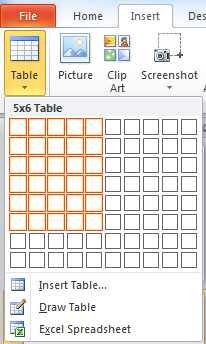 File Home Insert Des
Table Picture Clip Art Screenshot
5x6 Table
Insert Table...
Draw Table
Excel Spreadsheet